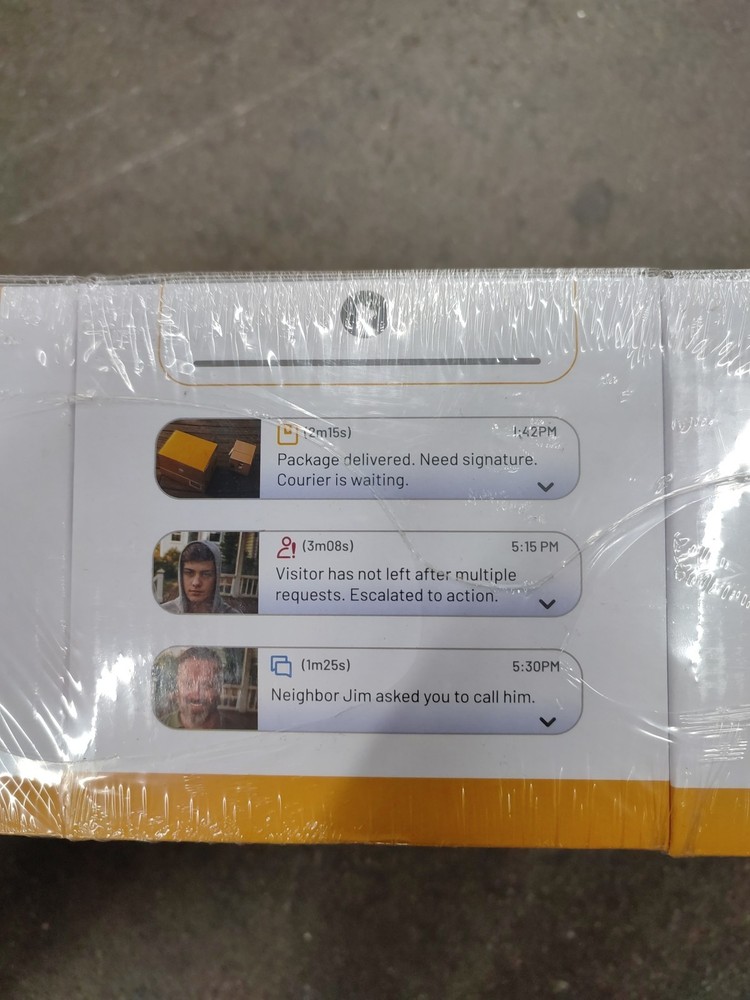 (2m15s) 1:42PM
Package delivered. Need signature.
Courier is waiting.
(3m08s) 5:15 PM
Visitor has not left after multiple
requests. Escalated to action.
(1m25s) 5:30PM
Neighbor Jim asked you to call him.